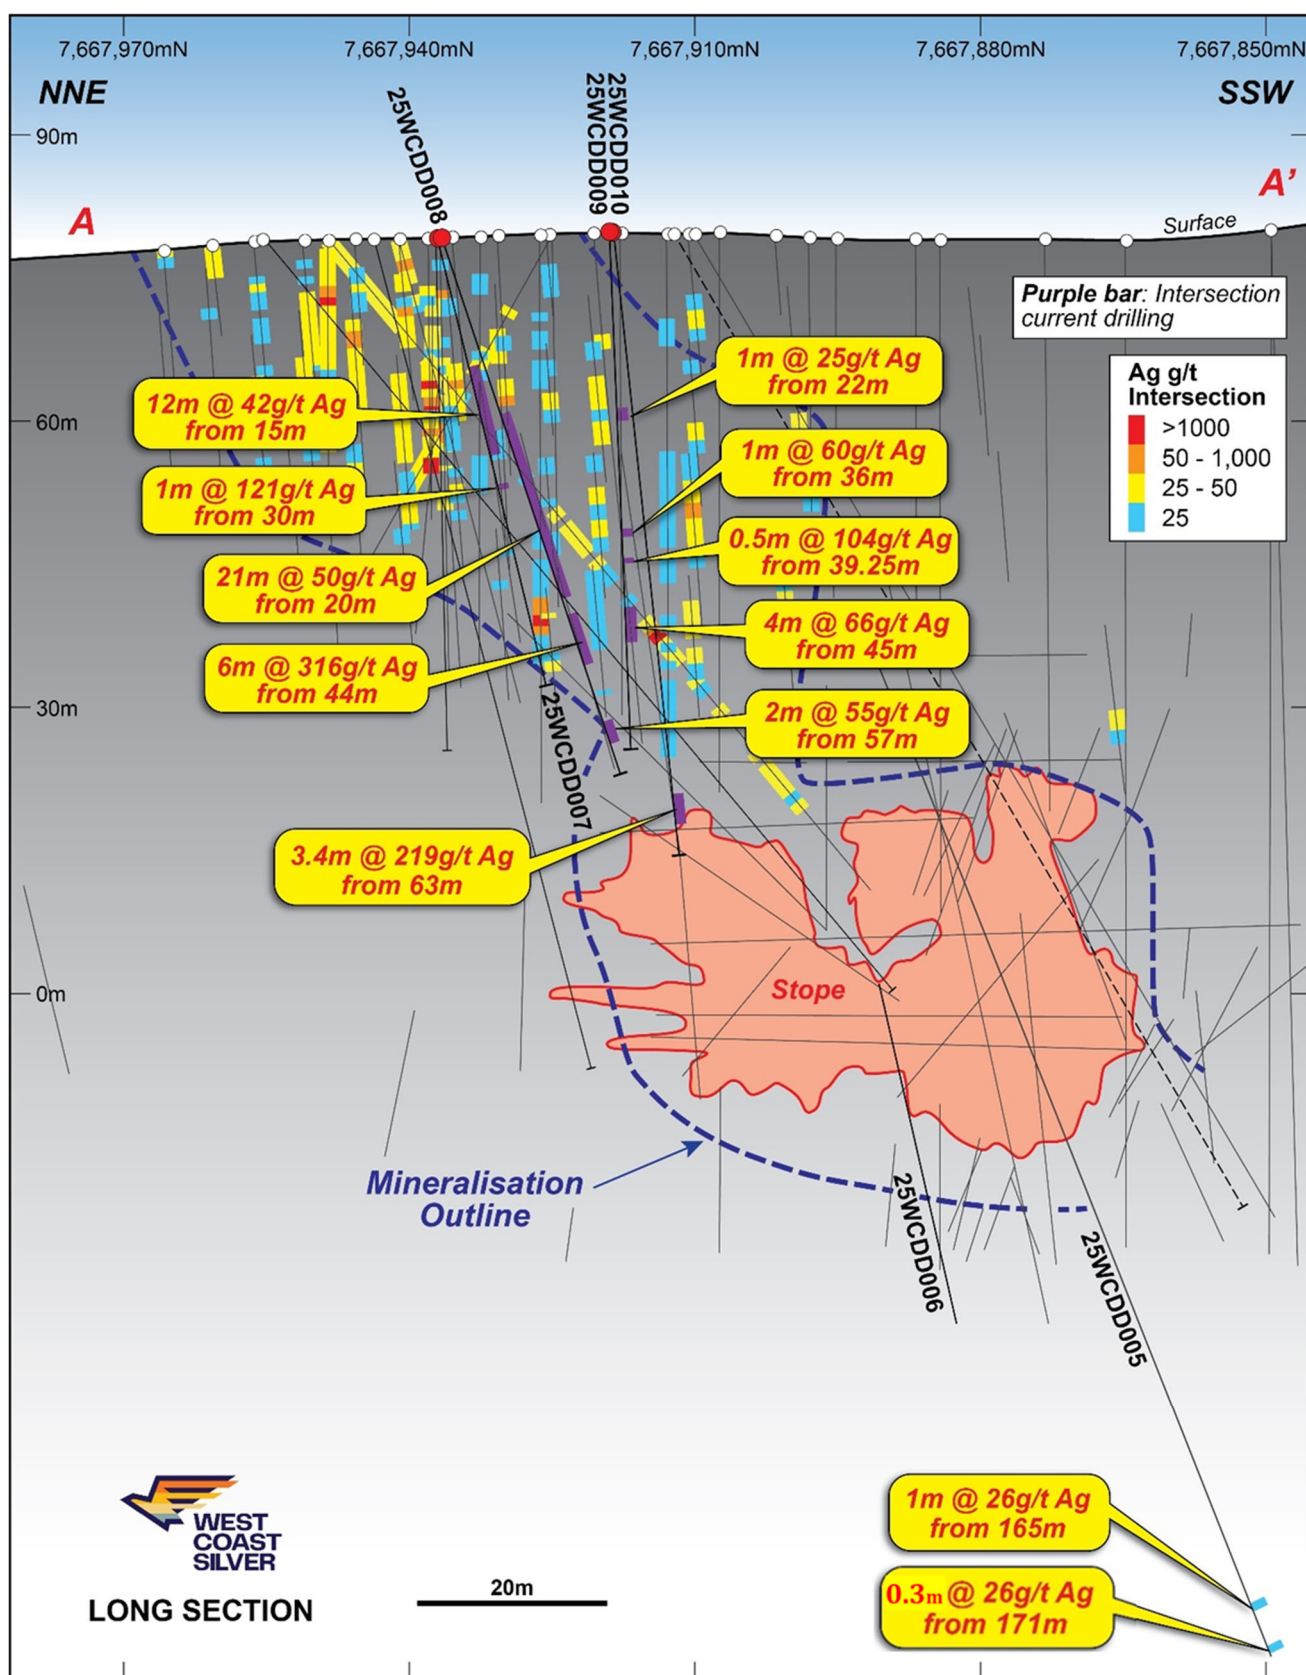 7,667,970mN
7,667,940mN
7,667,910mN
7,667,880mN
7,667,850mN
NNE
SSW
90m
25WCDD008
25WCDD009
25WCDD010
A
A’
Surface
Purple bar: Intersection
current drilling
Ag g/t
Intersection
>1000
50 - 1,000
25 - 50
25
1m @ 25g/t Ag
from 22m
12m @ 42g/t Ag
from 15m
60m
1m @ 60g/t Ag
from 36m
1m @ 121g/t Ag
from 30m
0.5m @ 104g/t Ag
from 39.25m
21m @ 50g/t Ag
from 20m
4m @ 66g/t Ag
from 45m
6m @ 316g/t Ag
from 44m
30m
2m @ 55g/t Ag
from 57m
25WCDD007
3.4m @ 219g/t Ag
from 63m
0m
Stope
Mineralisation
Outline
25WCDD006
25WCDD005
1m @ 26g/t Ag
from 165m
0.3m @ 26g/t Ag
from 171m
WEST
COAST
SILVER
LONG SECTION
20m